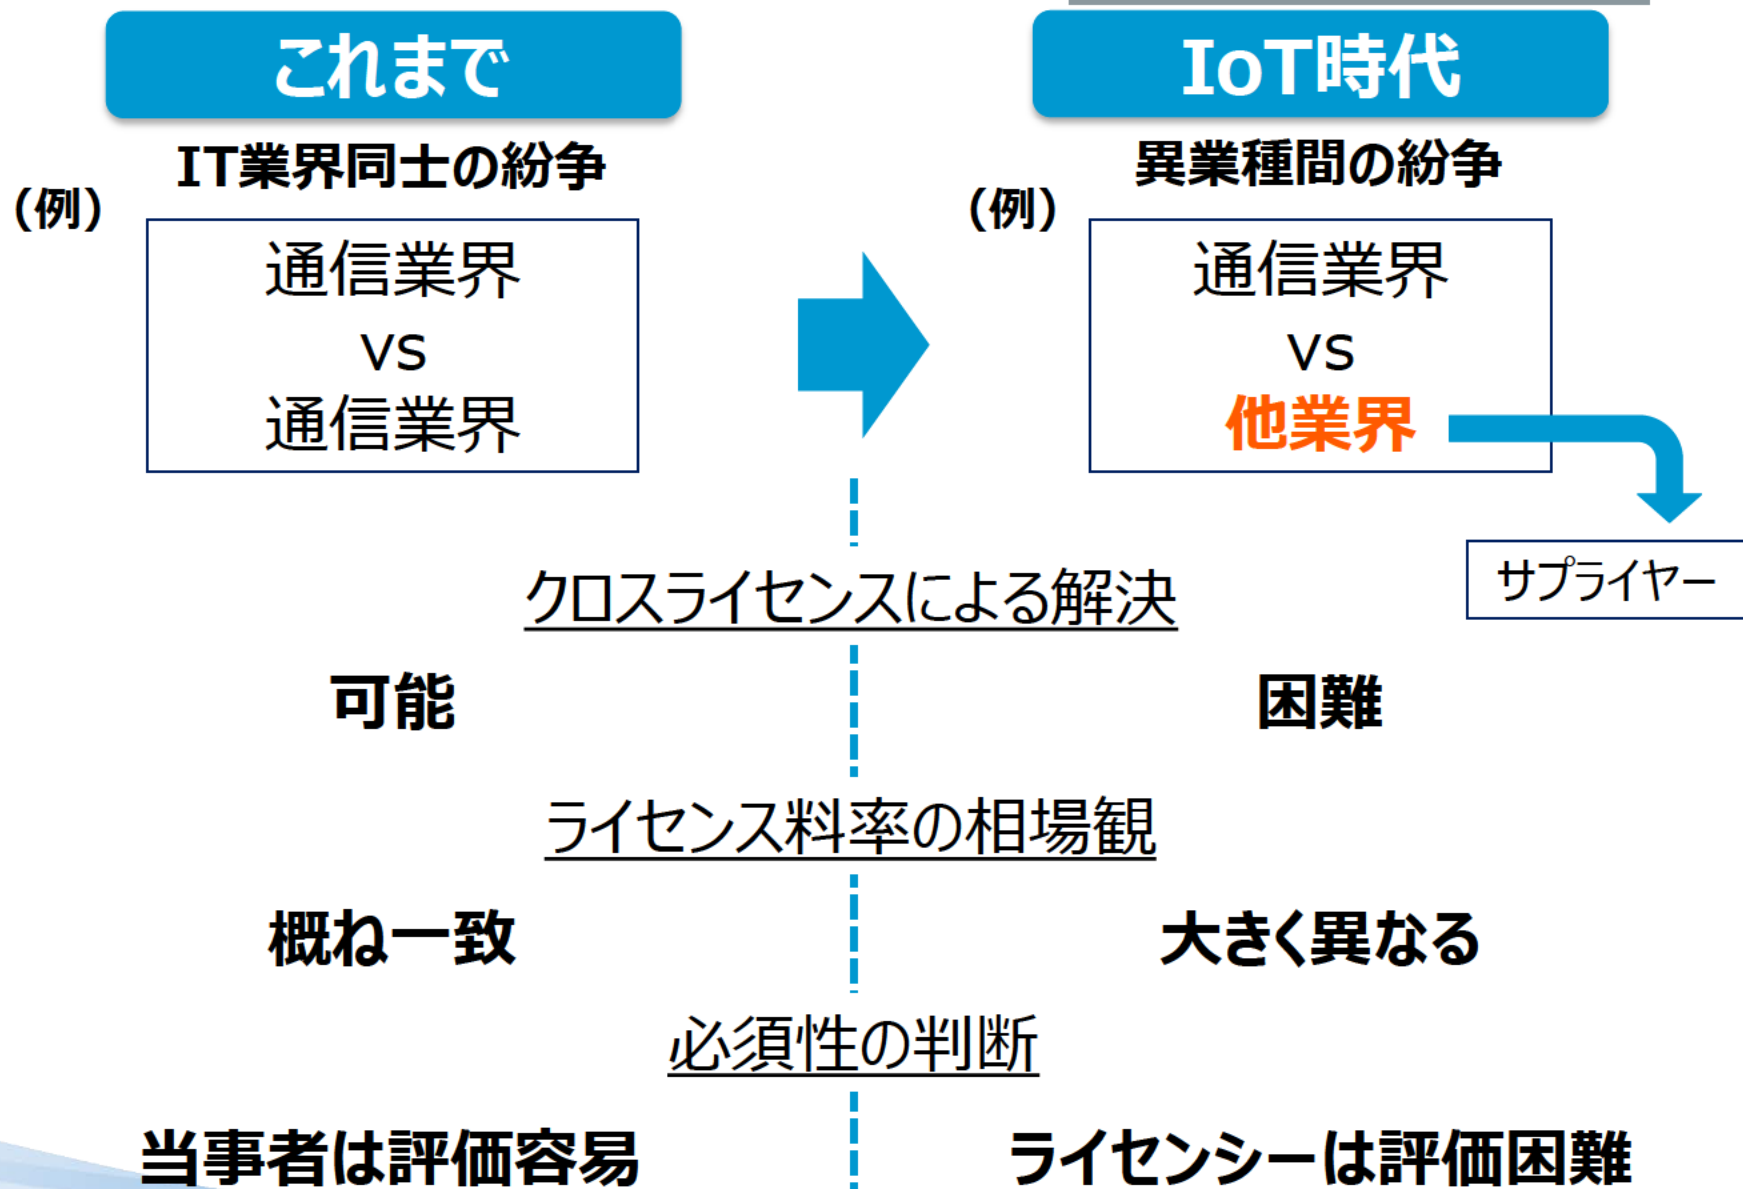 これまで
IoT時代
IT業界同士の紛争
異業種間の紛争
(例)
(例)
通信業界
vs
通信業界
通信業界
vs
他業界
サプライヤー
クロスライセンスによる解決
可能
困難
ライセンス料率の相場観
概ね一致
大きく異なる
必須性の判断
当事者は評価容易
ライセンシーは評価困難